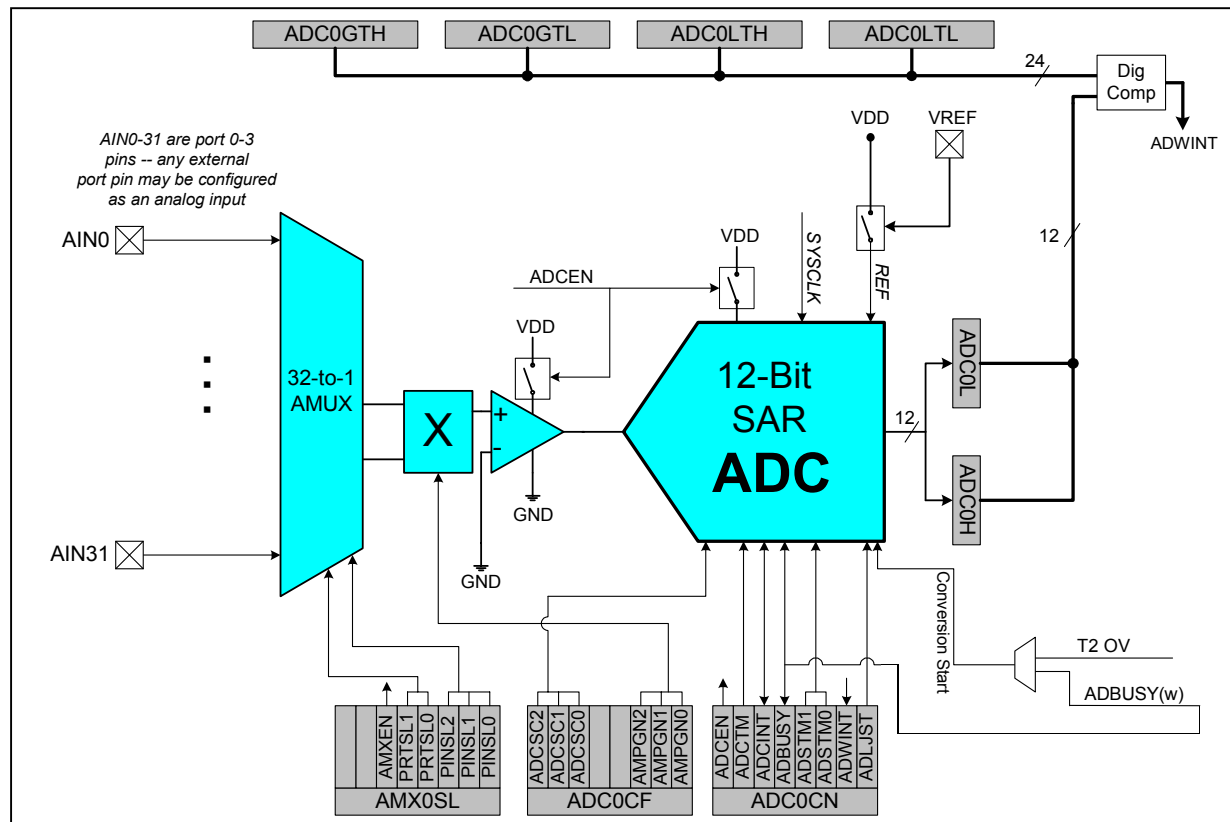 ADC0GTH
ADC0GTL
ADC0LTH
ADC0LTL
24
Dig
Comp
ADWINT
AIN0-31 are port 0-3
pins -- any external
port pin may be configured
as an analog input
VDD
VREF
12
AIN0
VDD
SYSCLK
REF
ADCEN
VDD
32-to-1
AMUX
X
+
-
GND
GND
12-Bit
SAR
ADC
12
ADC0L
ADC0H
AIN31
Conversion Start
T2 OV
ADBUSY(w)
AMXEN
PRTSL1
PRTSL0
PINSL2
PINSL1
PINSL0
AMX0SL
ADCSC2
ADCSC1
ADCSC0
AMPGN2
AMPGN1
AMPGN0
ADC0CF
ADCEN
ADCTM
ADCINT
ADBUSY
ADSTM1
ADSTM0
ADWINT
ADLJST
ADC0CN